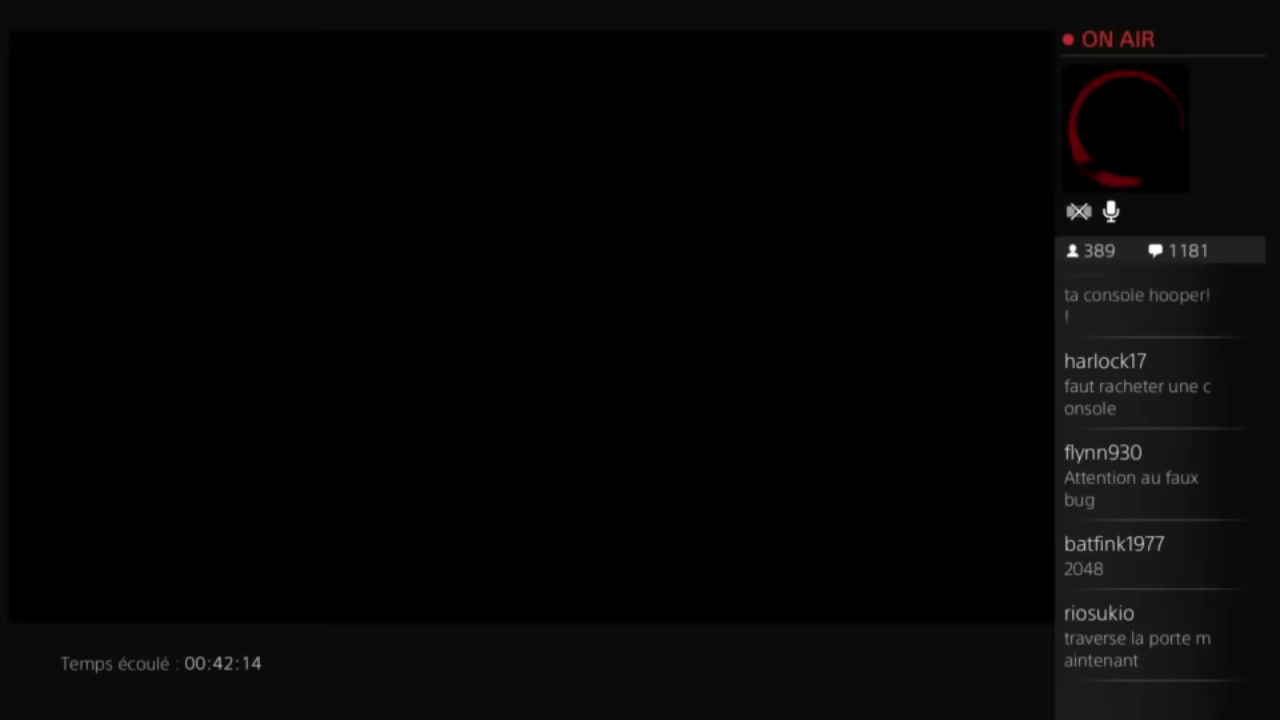 ON AIR
389 1181
ta console hooper!
!
harlock17
faut racheter une c
onsole
flynn930
Attention au faux
bug
batfink1977
2048
riosukio
traverse la porte m
aintenant
Temps écoulé : 00:42:14